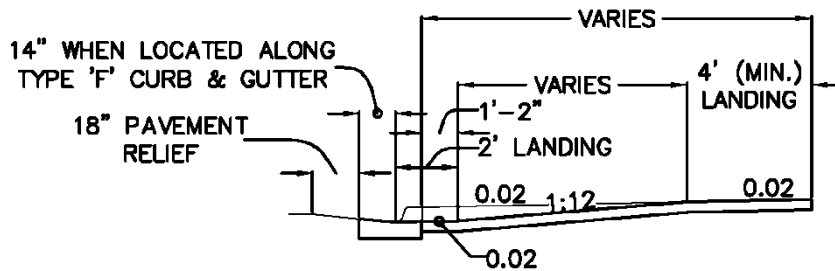 VARIES
14" WHEN LOCATED ALONG
TYPE 'F' CURB & GUTTER
VARIES
4' (MIN.)
LANDING
1'-2"
18" PAVEMENT
RELIEF
2' LANDING
0.02
1:12
0.02
0.02